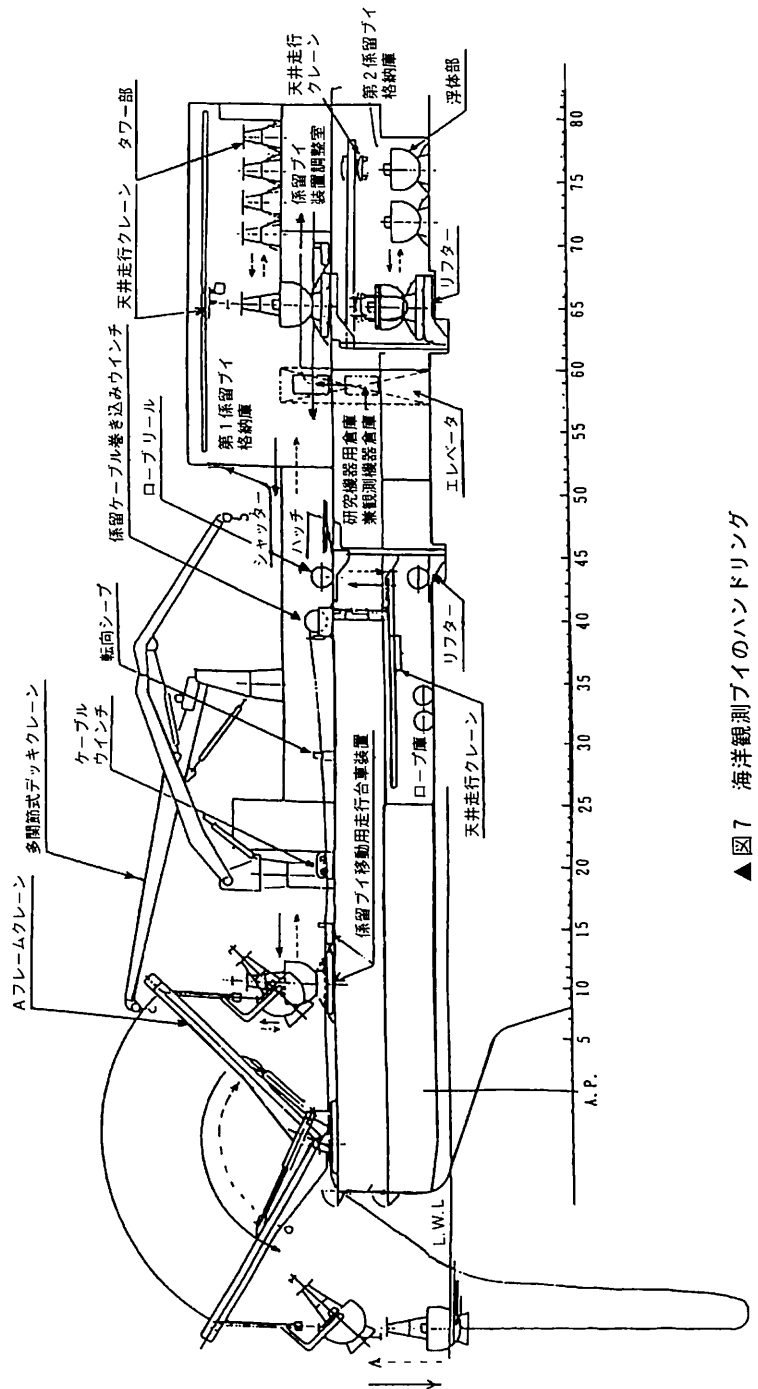 Aフレームクレーン
多関節式デッキクレーン
ケーブル
ウインチ
転向シーブ
係留ケーブル巻き込みウインチ
ロープリール
天井走行クレーン
タワー部
シャッター
ハッチ
第1係留ブイ
格納庫
係留ブイ
装置調整室
天井走行
クレーン
第2係留ブイ
格納庫
浮体部
係留ブイ移動用走行台車装置
研究機器用倉庫
兼観測機器倉庫
ロープ庫
天井走行クレーン
リフター
エレベータ
リフター
L.W.L
A.P.
5
10
15
20
25
30
35
40
45
50
55
60
65
70
75
80
▲図7 海洋観測ブイのハンドリング